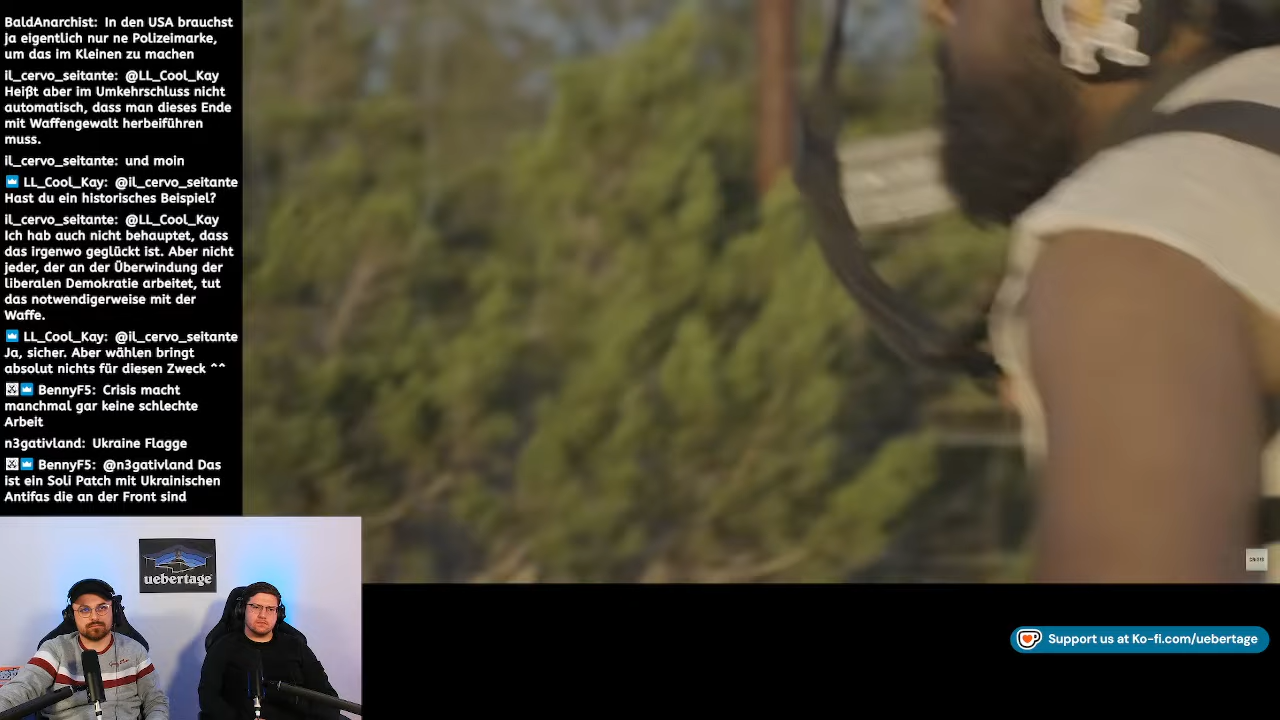 BaldAnarchist: In den USA brauchst
ja eigentlich nur ne Polizeimarke,
um das im Kleinen zu machen
il_cervo_seitante: @LL_Cool_Kay
Heißt aber im Umkehrschluss nicht
automatisch, dass man dieses Ende
mit Waffengewalt herbeiführen
muss.
il_cervo_seitante: und moin
LL_Cool_Kay: @il_cervo_seitante
Hast du ein historisches Beispiel?
il_cervo_seitante: @LL_Cool_Kay
Ich hab auch nicht behauptet, dass
das irgenwo geglückt ist. Aber nicht
jeder, der an der Überwindung der
liberalen Demokratie arbeitet, tut
das notwendigerweise mit der
Waffe.
LL_Cool_Kay: @il_cervo_seitante
Ja, sicher. Aber wählen bringt
absolut nichts für diesen Zweck ^^
BennyF5: Crisis macht
manchmal gar keine schlechte
Arbeit
n3gativland: Ukraine Flagge
BennyF5: @n3gativland Das
ist ein Soli Patch mit Ukrainischen
Antifas die an der Front sind
uebertage
Support us at Ko-fi.com/uebertage